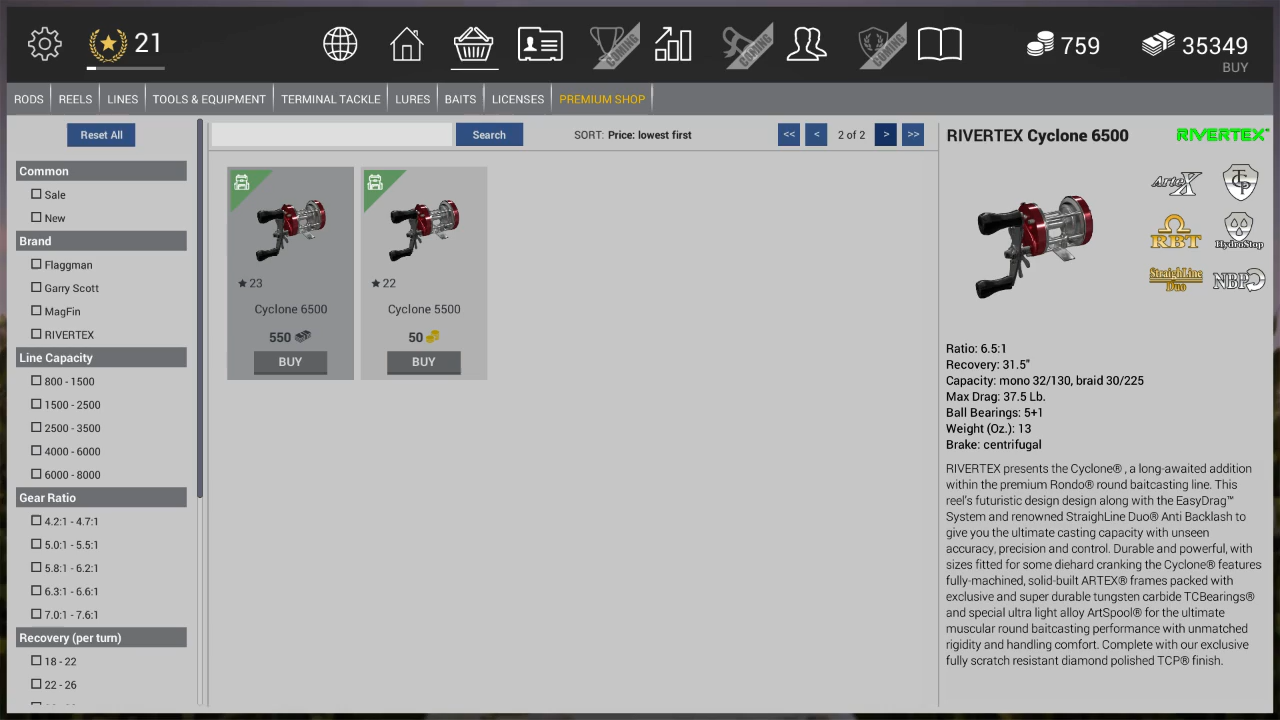 21
COMING
COMING
COMING
759
35349
BUY
RODS
REELS
LINES
TOOLS & EQUIPMENT
TERMINAL TACKLE
LURES
BAITS
LICENSES
PREMIUM SHOP
Reset All
Search
SORT: Price: lowest first
<<
<
2 of 2
>
>>
Common
Sale
New
Brand
Flaggman
Garry Scott
MagFin
RIVERTEX
Line Capacity
800 - 1500
1500 - 2500
2500 - 3500
4000 - 6000
6000 - 8000
Gear Ratio
4.2:1 - 4.7:1
5.0:1 - 5.5:1
5.8:1 - 6.2:1
6.3:1 - 6.6:1
7.0:1 - 7.6:1
Recovery (per turn)
18 - 22
22 - 26
★ 23
Cyclone 6500
550
BUY
★ 22
Cyclone 5500
50
BUY
RIVERTEX Cyclone 6500
RIVERTEX
ArteX
TCP
RBT
HydroStop
StraighLine
Duo
NBP
Ratio: 6.5:1
Recovery: 31.5"
Capacity: mono 32/130, braid 30/225
Max Drag: 37.5 Lb.
Ball Bearings: 5+1
Weight (Oz.): 13
Brake: centrifugal
RIVERTEX presents the Cyclone® , a long-awaited addition
within the premium Rondo® round baitcasting line. This
reel's futuristic design design along with the EasyDrag™
System and renowned StraighLine Duo® Anti Backlash to
give you the ultimate casting capacity with unseen
accuracy, precision and control. Durable and powerful, with
sizes fitted for some diehard cranking the Cyclone® features
fully-machined, solid-built ARTEX® frames packed with
exclusive and super durable tungsten carbide TCBearings®
and special ultra light alloy ArtSpool® for the ultimate
muscular round baitcasting performance with unmatched
rigidity and handling comfort. Complete with our exclusive
fully scratch resistant diamond polished TCP® finish.